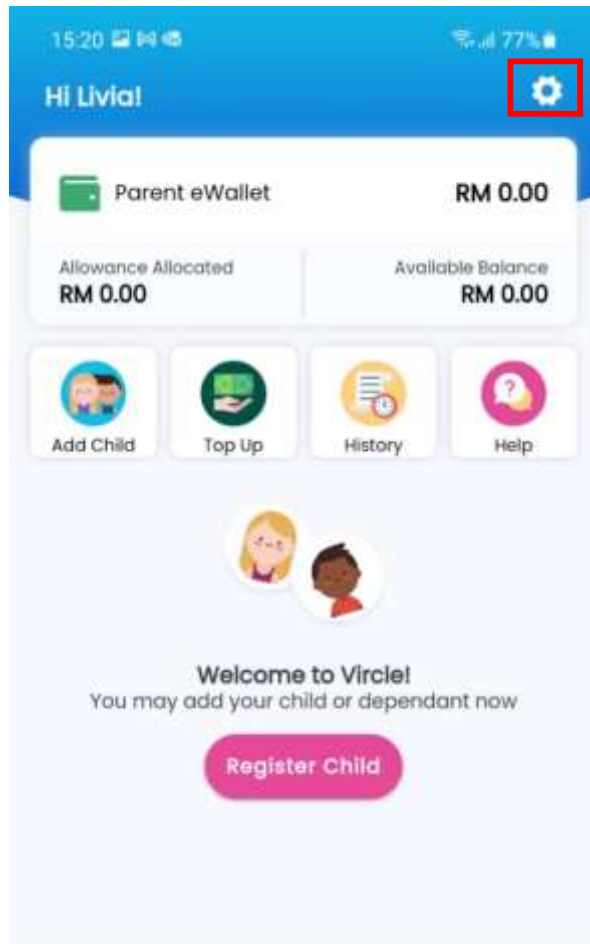 15:20 77%
Hi Livia!
Parent eWallet RM 0.00
Allowance Allocated Available Balance
RM 0.00 RM 0.00
Add Child Top Up History Help
?
Welcome to Vircle!
You may add your child or dependant now
Register Child